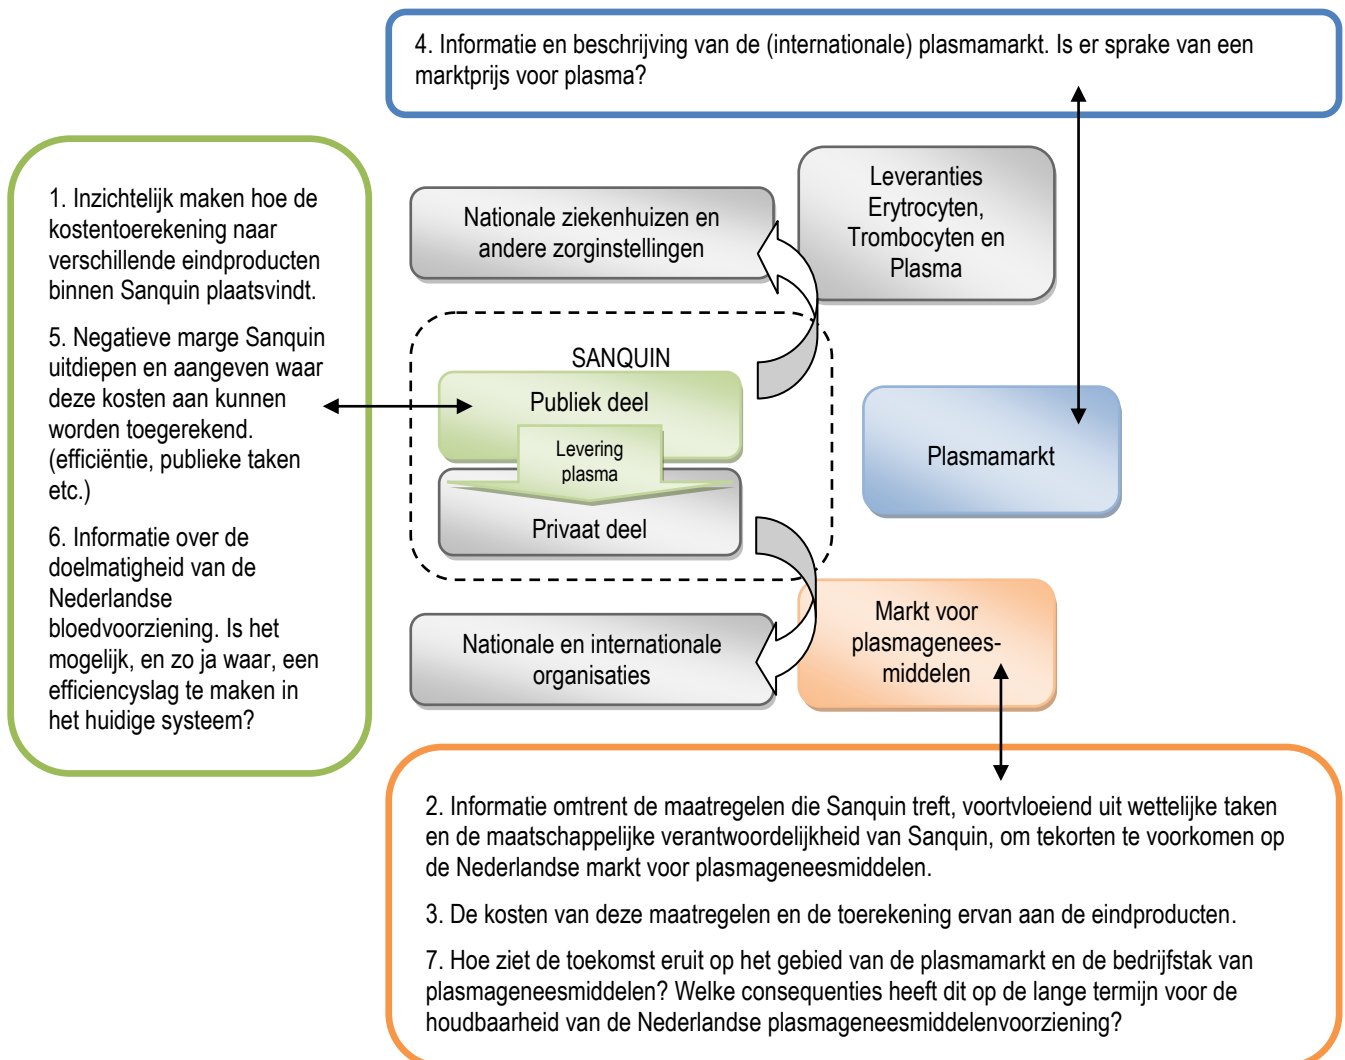 4. Informatie en beschrijving van de (internationale) plasmamarkt. Is er sprake van een
marktprijs voor plasma?
1. Inzichtelijk maken hoe de
kostentoerekening naar
verschillende eindproducten
binnen Sanquin plaatsvindt.
5. Negatieve marge Sanquin
uitdiepen en aangeven waar
deze kosten aan kunnen
worden toegerekend.
(efficiëntie, publieke taken
etc.)
6. Informatie over de
doelmatigheid van de
Nederlandse
bloedvoorziening. Is het
mogelijk, en zo ja waar, een
efficiencyslag te maken in
het huidige systeem?
Nationale ziekenhuizen en
andere zorginstellingen
Leveranties
Erytrocyten,
Trombocyten en
Plasma
SANQUIN
Publiek deel
Levering
plasma
Privaat deel
Plasmamarkt
Nationale en internationale
organisaties
Markt voor
plasmagenees-
middelen
2. Informatie omtrent de maatregelen die Sanquin treft, voortvloeiend uit wettelijke taken
en de maatschappelijke verantwoordelijkheid van Sanquin, om tekorten te voorkomen op
de Nederlandse markt voor plasmageneesmiddelen.
3. De kosten van deze maatregelen en de toerekening ervan aan de eindproducten.
7. Hoe ziet de toekomst eruit op het gebied van de plasmamarkt en de bedrijfstak van
plasmageneesmiddelen? Welke consequenties heeft dit op de lange termijn voor de
houdbaarheid van de Nederlandse plasmageneesmiddelenvoorziening?